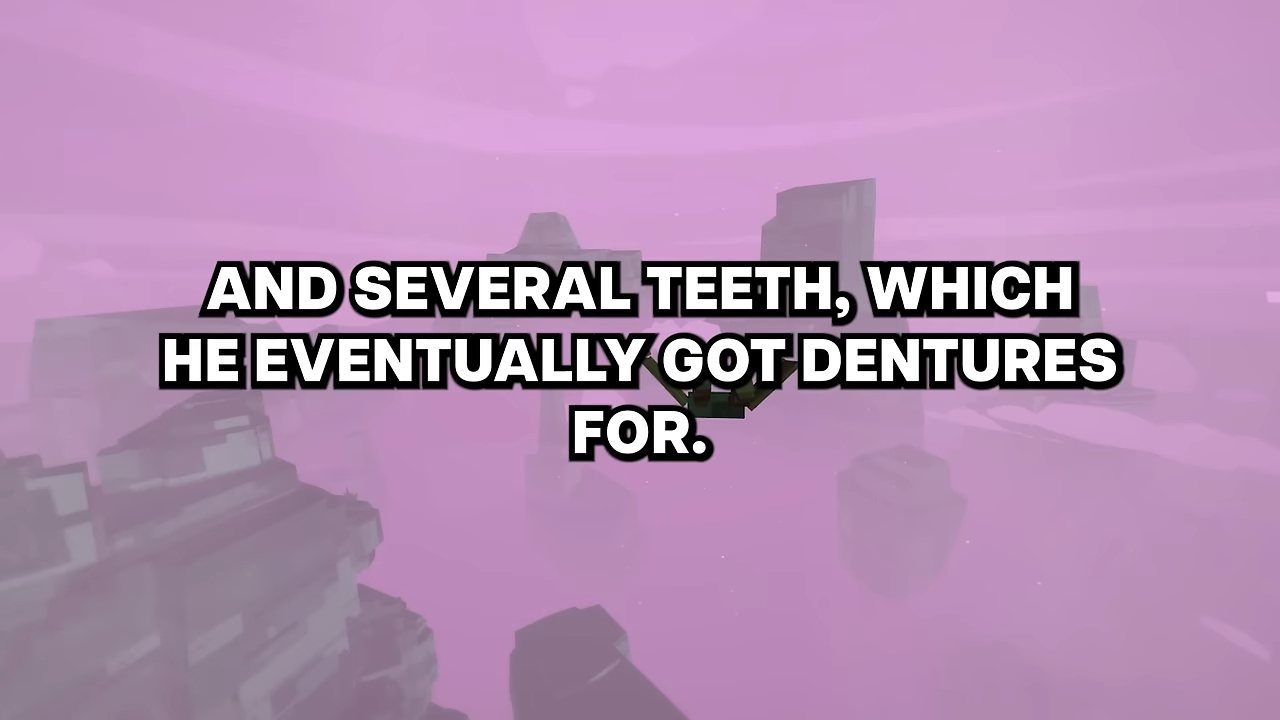 AND SEVERAL TEETH, WHICH
HE EVENTUALLY GOT DENTURES
FOR.